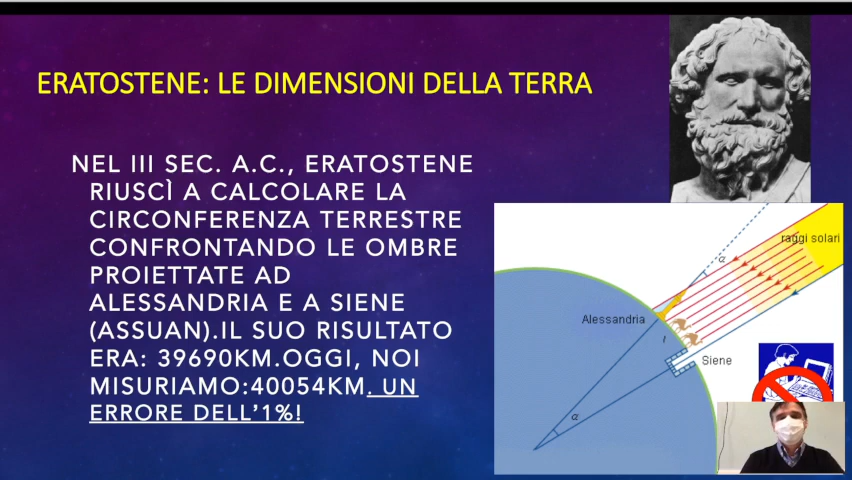 ERATOSTENE: LE DIMENSIONI DELLA TERRA
NEL III SEC. A.C., ERATOSTENE
RIUSCÌ A CALCOLARE LA
CIRCONFERENZA TERRESTRE
CONFRONTANDO LE OMBRE
PROIETTATE AD
ALESSANDRIA E A SIENE
(ASSUAN).IL SUO RISULTATO
ERA: 39690KM.OGGI, NOI
MISURIAMO:40054KM. UN
ERRORE DELL'1%!
raggi solari
α
Alessandria
l
Siene
α